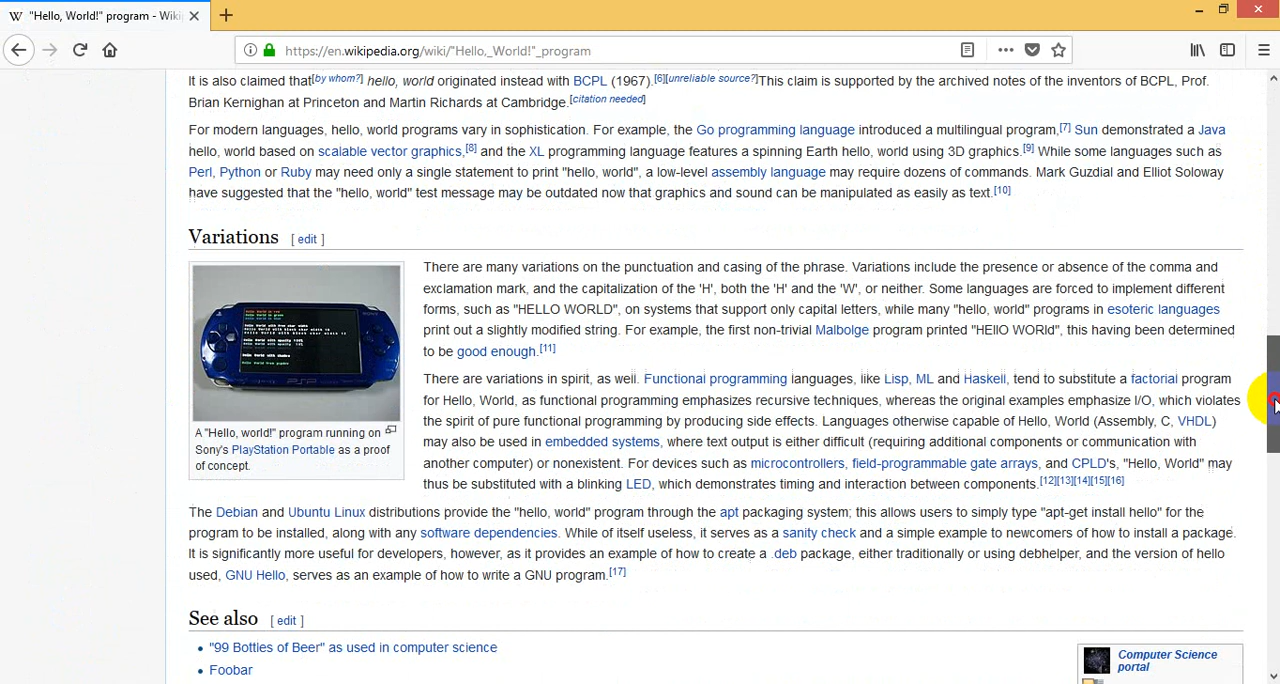 "Hello, World!" program - Wiki
https://en.wikipedia.org/wiki/"Hello,_World!"_program
It is also claimed that[by whom?] hello, world originated instead with BCPL (1967).[6][unreliable source?]This claim is supported by the archived notes of the inventors of BCPL, Prof.
Brian Kernighan at Princeton and Martin Richards at Cambridge.[citation needed]
For modern languages, hello, world programs vary in sophistication. For example, the Go programming language introduced a multilingual program,[7] Sun demonstrated a Java
hello, world based on scalable vector graphics,[8] and the XL programming language features a spinning Earth hello, world using 3D graphics.[9] While some languages such as
Perl, Python or Ruby may need only a single statement to print "hello, world", a low-level assembly language may require dozens of commands. Mark Guzdial and Elliot Soloway
have suggested that the "hello, world" test message may be outdated now that graphics and sound can be manipulated as easily as text.[10]
Variations [ edit ]
There are many variations on the punctuation and casing of the phrase. Variations include the presence or absence of the comma and
exclamation mark, and the capitalization of the 'H', both the 'H' and the 'W', or neither. Some languages are forced to implement different
forms, such as "HELLO WORLD", on systems that support only capital letters, while many "hello, world" programs in esoteric languages
print out a slightly modified string. For example, the first non-trivial Malbolge program printed "HEllO WORld", this having been determined
to be good enough.[11]
There are variations in spirit, as well. Functional programming languages, like Lisp, ML and Haskell, tend to substitute a factorial program
for Hello, World, as functional programming emphasizes recursive techniques, whereas the original examples emphasize I/O, which violates
the spirit of pure functional programming by producing side effects. Languages otherwise capable of Hello, World (Assembly, C, VHDL)
may also be used in embedded systems, where text output is either difficult (requiring additional components or communication with
another computer) or nonexistent. For devices such as microcontrollers, field-programmable gate arrays, and CPLD's, "Hello, World" may
thus be substituted with a blinking LED, which demonstrates timing and interaction between components.[12][13][14][15][16]
A "Hello, world!" program running on
Sony's PlayStation Portable as a proof
of concept.
The Debian and Ubuntu Linux distributions provide the "hello, world" program through the apt packaging system; this allows users to simply type "apt-get install hello" for the
program to be installed, along with any software dependencies. While of itself useless, it serves as a sanity check and a simple example to newcomers of how to install a package.
It is significantly more useful for developers, however, as it provides an example of how to create a .deb package, either traditionally or using debhelper, and the version of hello
used, GNU Hello, serves as an example of how to write a GNU program.[17]
See also [ edit ]
• "99 Bottles of Beer" as used in computer science
• Foobar
Computer Science
portal